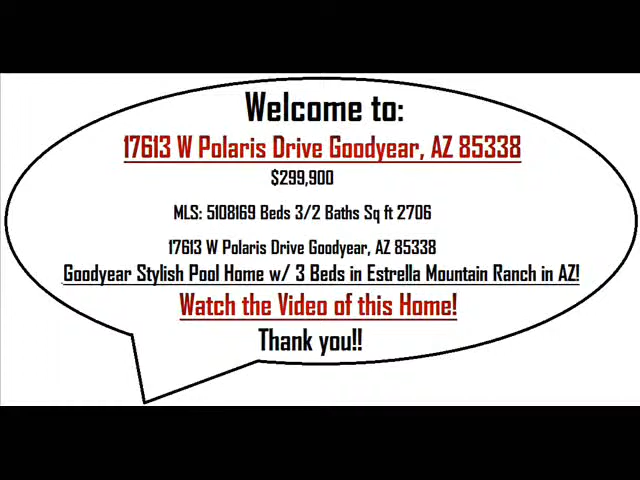 Welcome to:
17613 W Polaris Drive Goodyear, AZ 85338
$299,900
MLS: 5108169 Beds 3/2 Baths Sq ft 2706
17613 W Polaris Drive Goodyear, AZ 85338
Goodyear Stylish Pool Home w/ 3 Beds in Estrella Mountain Ranch in AZ!
Watch the Video of this Home!
Thank you!!